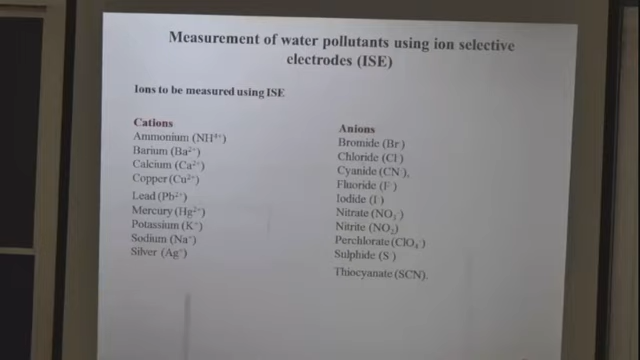 Measurement of water pollutants using ion selective
electrodes (ISE)
Ions to be measured using ISE
Cations
Ammonium (NH⁴⁺)
Barium (Ba²⁺)
Calcium (Ca²⁺)
Copper (Cu²⁺)
Lead (Pb²⁺)
Mercury (Hg²⁺)
Potassium (K⁺)
Sodium (Na⁺)
Silver (Ag⁺)
Anions
Bromide (Br⁻)
Chloride (Cl⁻)
Cyanide (CN⁻),
Fluoride (F⁻)
Iodide (I⁻)
Nitrate (NO₃⁻)
Nitrite (NO₂⁻)
Perchlorate (ClO₄⁻)
Sulphide (S⁻)
Thiocyanate (SCN⁻).